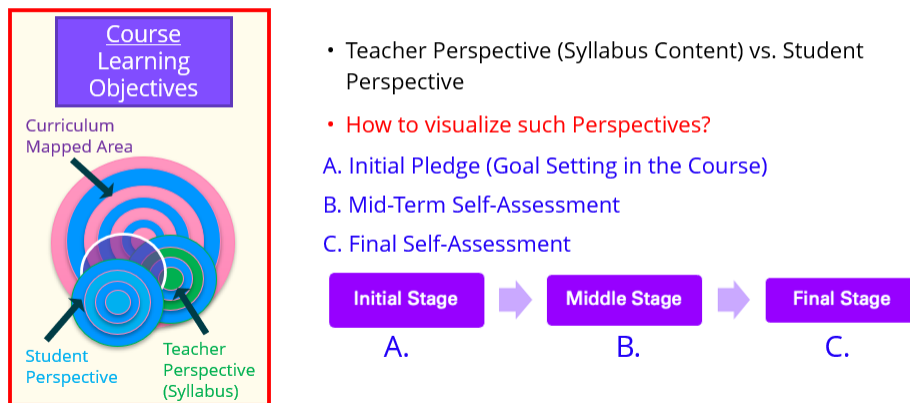 Course
Learning
Objectives
Curriculum
Mapped Area
Student
Perspective
Teacher
Perspective
(Syllabus)
• Teacher Perspective (Syllabus Content) vs. Student
Perspective
• How to visualize such Perspectives?
A. Initial Pledge (Goal Setting in the Course)
B. Mid-Term Self-Assessment
C. Final Self-Assessment
Initial Stage
Middle Stage
Final Stage
A.
B.
C.